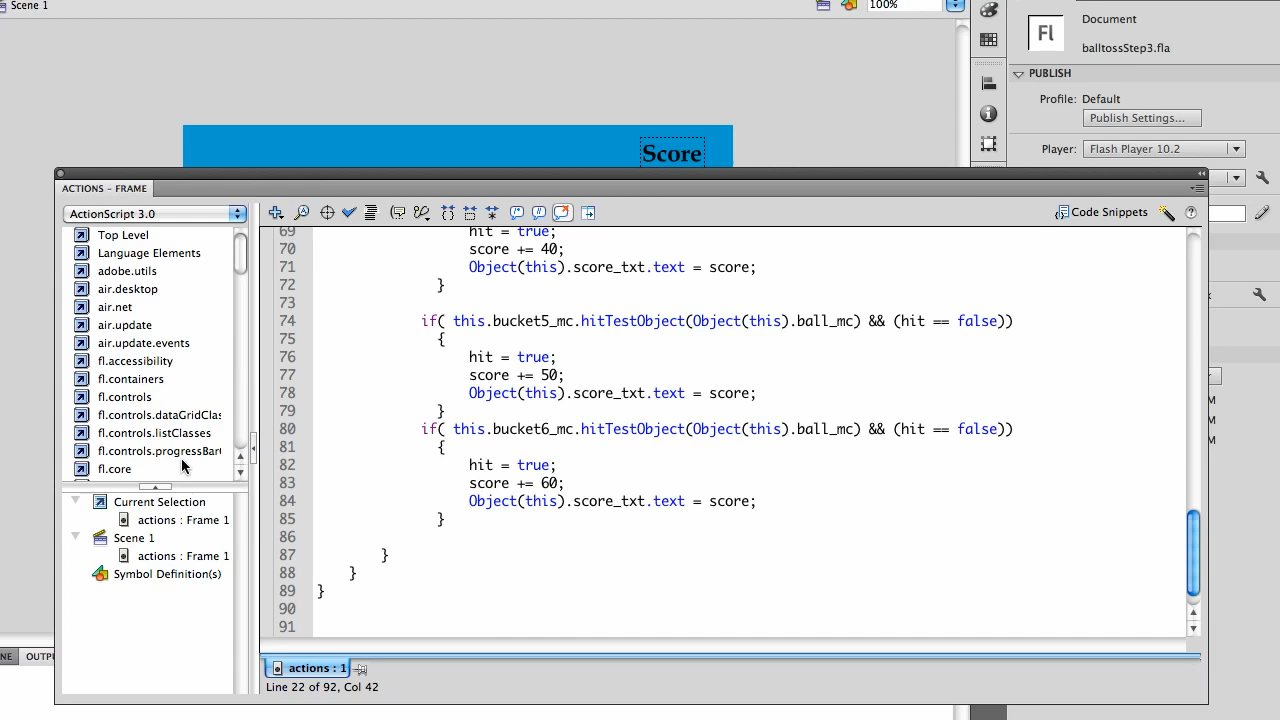 Scene 1
100%
Document
Fl
balltossStep3.fla
PUBLISH
Profile: Default
Publish Settings...
Player: Flash Player 10.2
Score
ACTIONS – FRAME
ActionScript 3.0
Code Snippets
Top Level
Language Elements
adobe.utils
air.desktop
air.net
air.update
air.update.events
fl.accessibility
fl.containers
fl.controls
fl.controls.dataGridClas
fl.controls.listClasses
fl.controls.progressBar
fl.core
Current Selection
actions : Frame 1
Scene 1
actions : Frame 1
Symbol Definition(s)
69 hit = true;
70 score += 40;
71 Object(this).score_txt.text = score;
72 }
73
74 if( this.bucket5_mc.hitTestObject(Object(this).ball_mc) && (hit == false))
75 {
76 hit = true;
77 score += 50;
78 Object(this).score_txt.text = score;
79 }
80 if( this.bucket6_mc.hitTestObject(Object(this).ball_mc) && (hit == false))
81 {
82 hit = true;
83 score += 60;
84 Object(this).score_txt.text = score;
85 }
86
87 }
88 }
89 }
90
91
actions : 1
Line 22 of 92, Col 42
NE OUTP